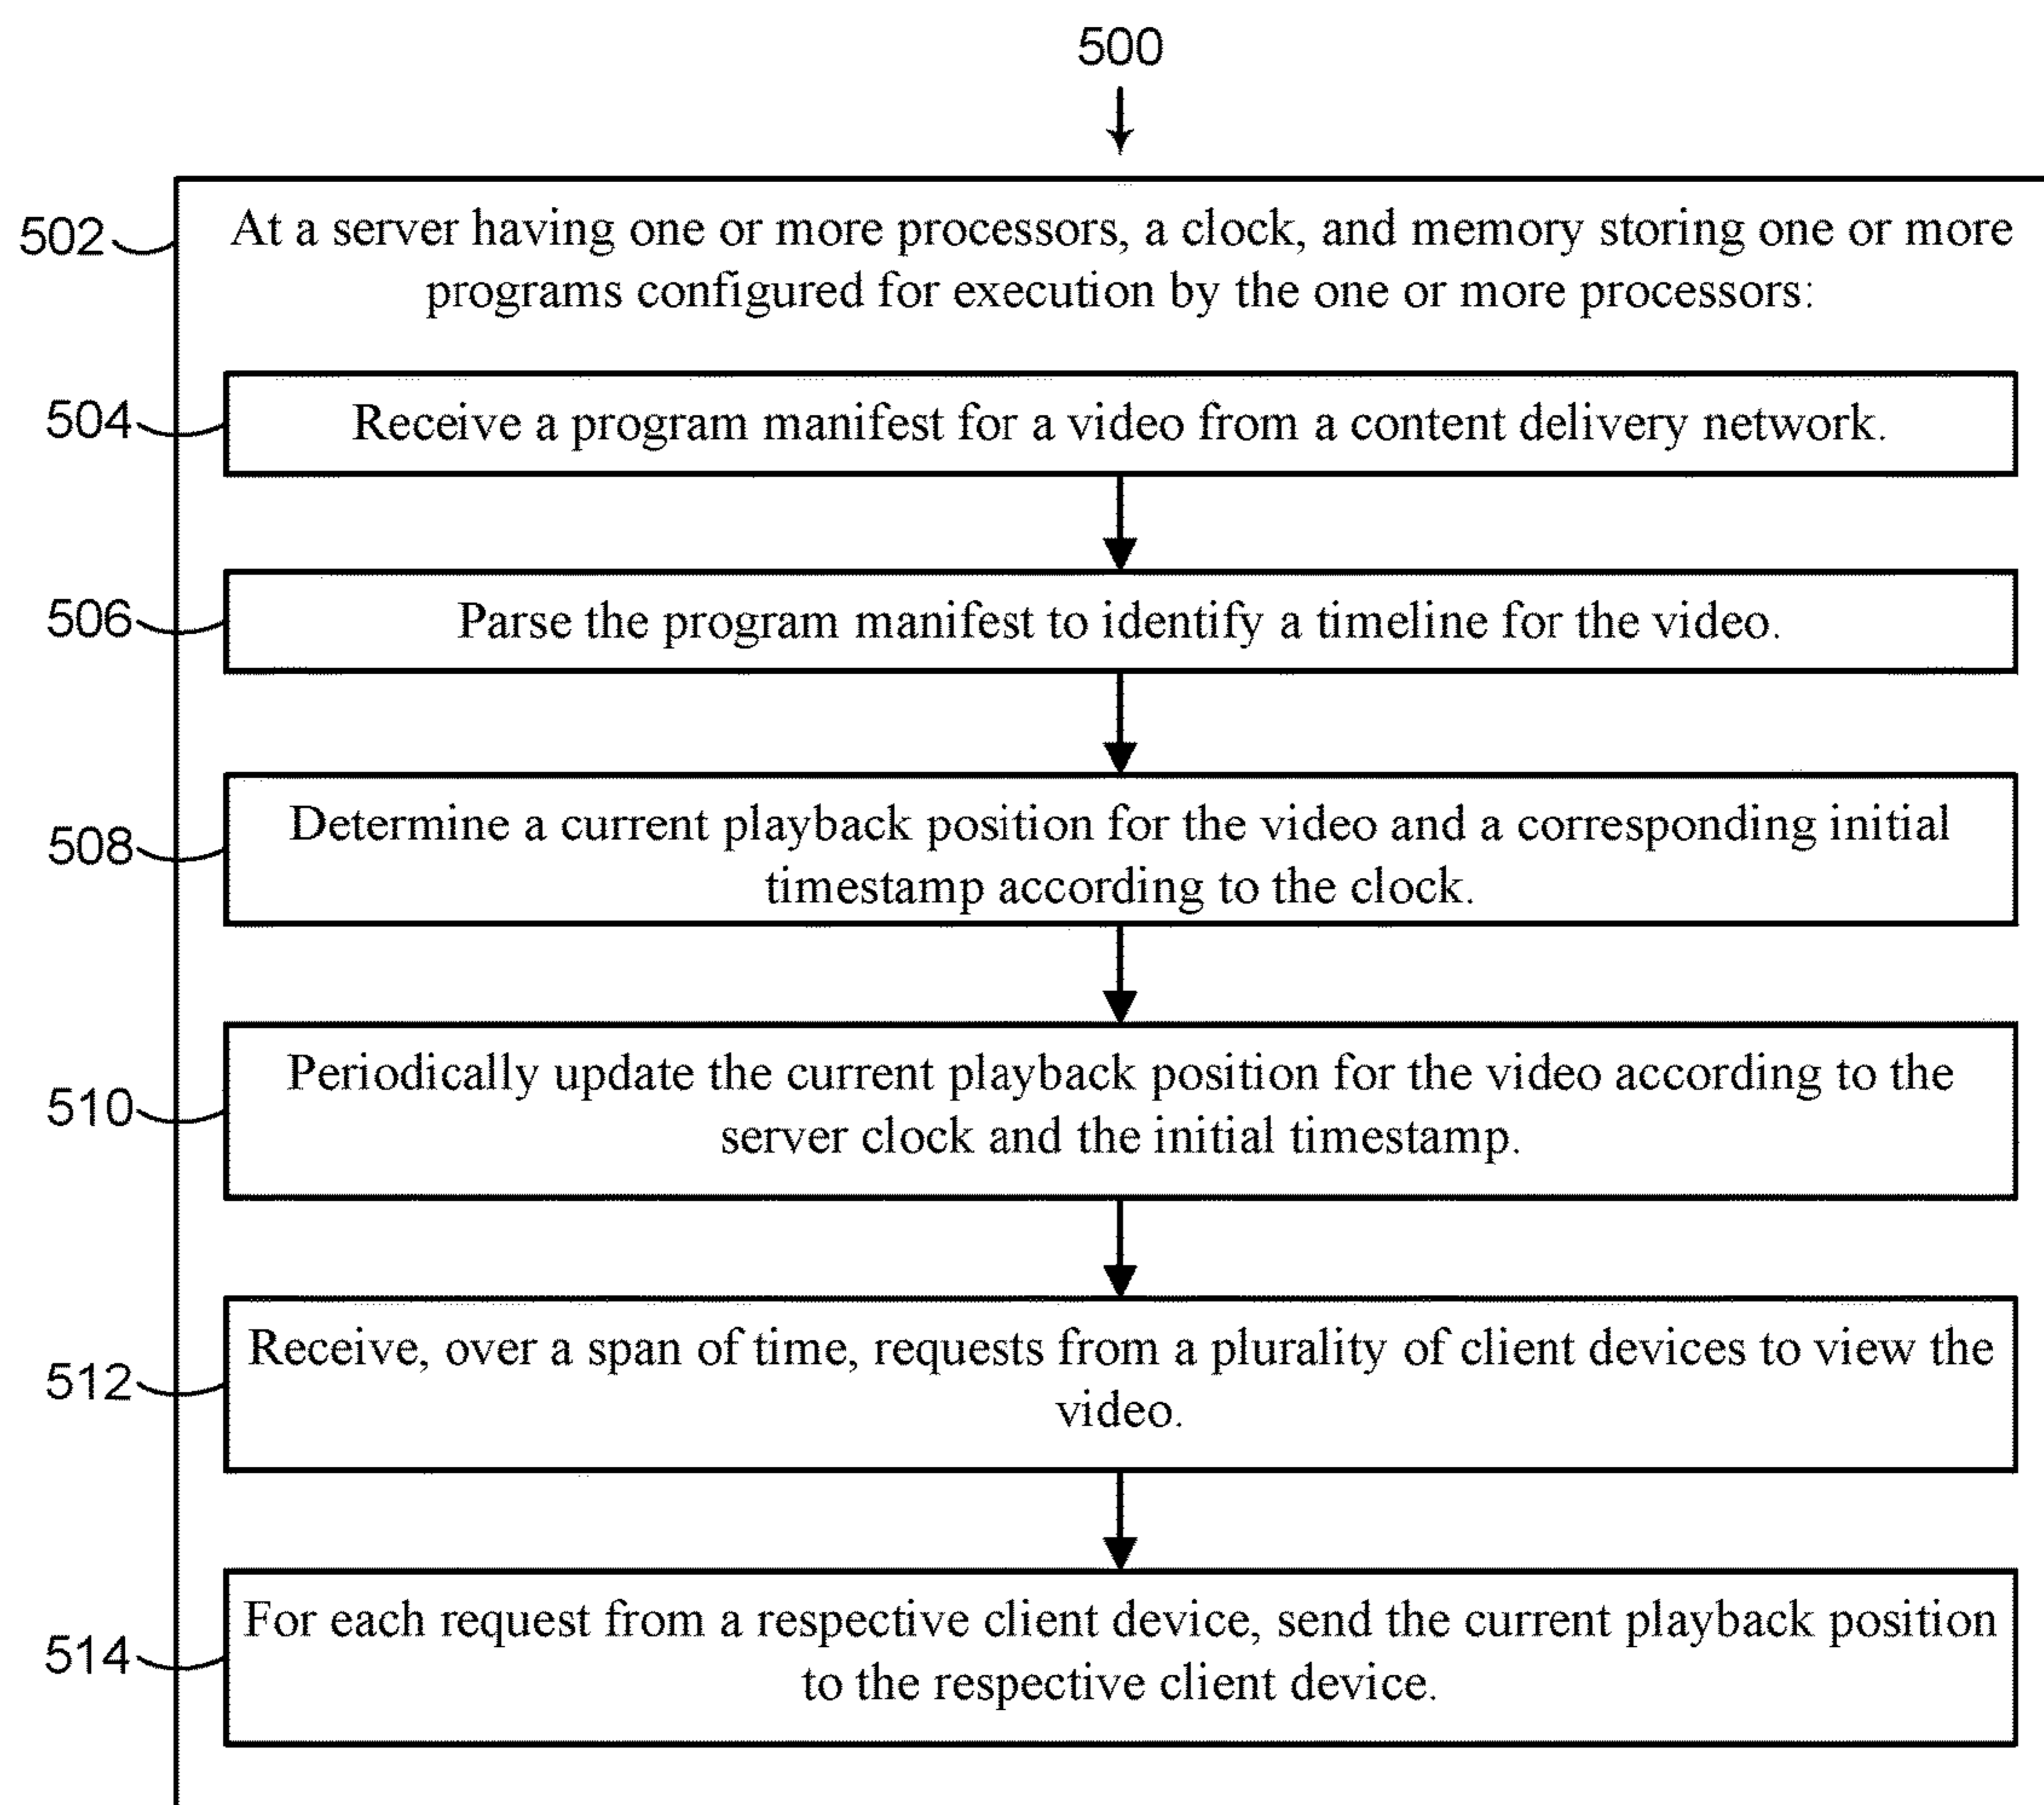 500
502
At a server having one or more processors, a clock, and memory storing one or more
programs configured for execution by the one or more processors:
504
Receive a program manifest for a video from a content delivery network.
506
Parse the program manifest to identify a timeline for the video.
508
Determine a current playback position for the video and a corresponding initial
timestamp according to the clock.
510
Periodically update the current playback position for the video according to the
server clock and the initial timestamp.
512
Receive, over a span of time, requests from a plurality of client devices to view the
video.
514
For each request from a respective client device, send the current playback position
to the respective client device.